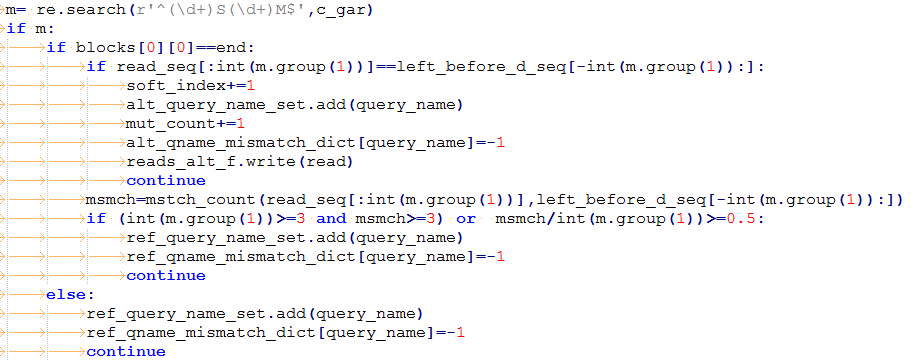 m= re.search(r'^(\d+)S(\d+)M$',c_gar)
if m:
    if blocks[0][0]==end:
        if read_seq[:int(m.group(1))]==left_before_d_seq[-int(m.group(1)):]:
            soft_index+=1
            alt_query_name_set.add(query_name)
            mut_count+=1
            alt_qname_mismatch_dict[query_name]=-1
            reads_alt_f.write(read)
            continue
        msmch=mstch_count(read_seq[:int(m.group(1))],left_before_d_seq[-int(m.group(1)):])
        if (int(m.group(1))>=3 and msmch>=3) or  msmch/int(m.group(1))>=0.5:
            ref_query_name_set.add(query_name)
            ref_qname_mismatch_dict[query_name]=-1
            continue
    else:
        ref_query_name_set.add(query_name)
        ref_qname_mismatch_dict[query_name]=-1
        continue